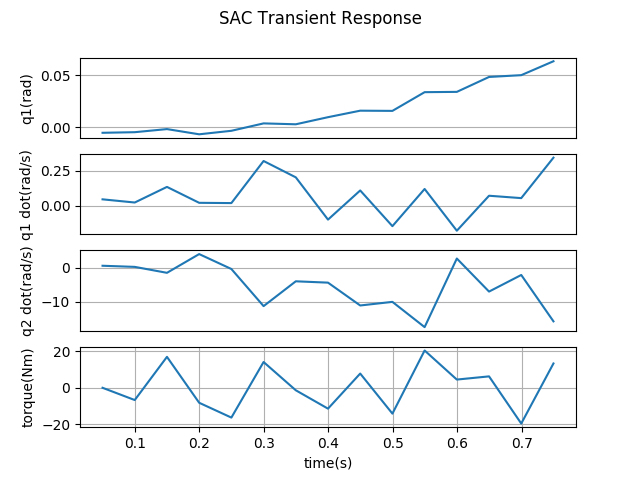 SAC Transient Response
q1(rad)
0.05
0.00
q1 dot(rad/s)
0.25
0.00
q2 dot(rad/s)
0
−10
torque(Nm)
20
0
−20
0.1 0.2 0.3 0.4 0.5 0.6 0.7
time(s)